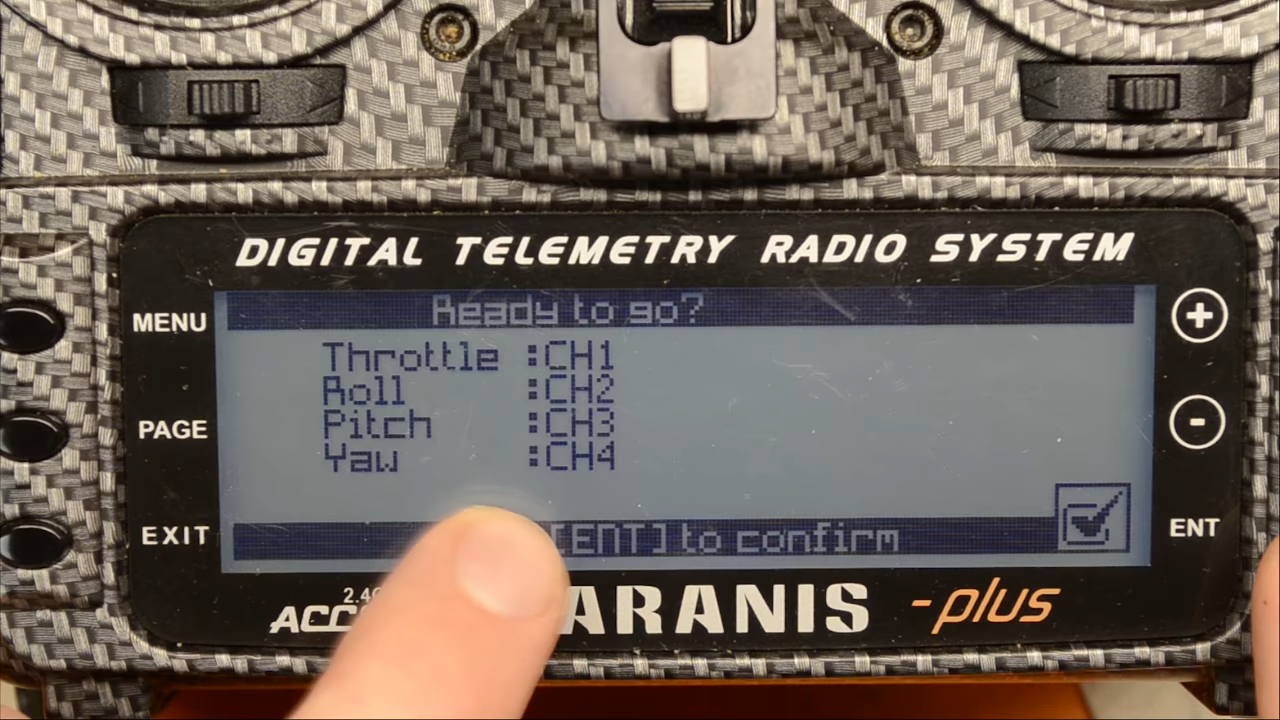 DIGITAL TELEMETRY RADIO SYSTEM
MENU
Ready to go?
Throttle :CH1
Roll :CH2
PAGE
Pitch :CH3
Yaw :CH4
EXIT
[ENT] to confirm
ENT
-plus